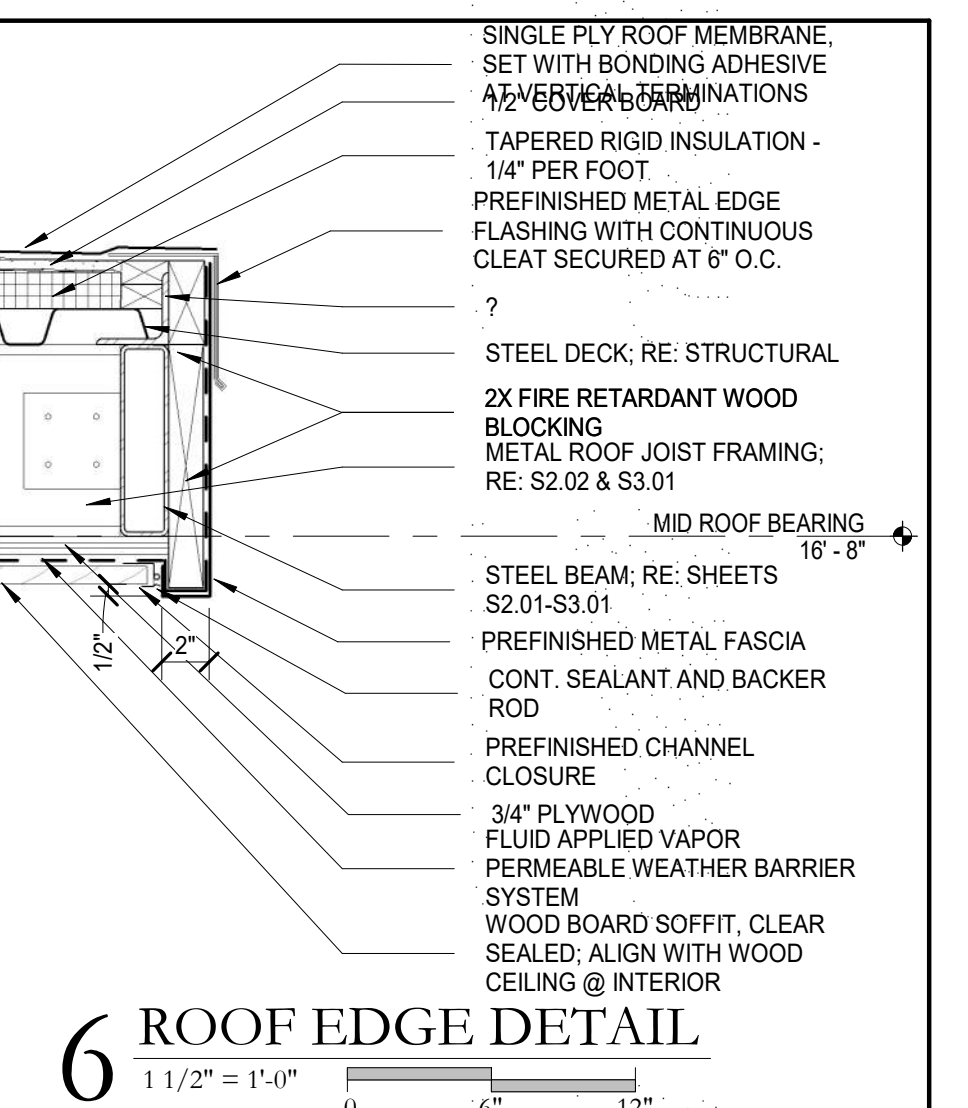 SINGLE PLY ROOF MEMBRANE,
SET WITH BONDING ADHESIVE
AT VERTICAL TERMINATIONS
1/2" COVER BOARD
TAPERED RIGID INSULATION -
1/4" PER FOOT
PREFINISHED METAL EDGE
FLASHING WITH CONTINUOUS
CLEAT SECURED AT 6" O.C.
?
STEEL DECK; RE: STRUCTURAL
2X FIRE RETARDANT WOOD
BLOCKING
METAL ROOF JOIST FRAMING;
RE: S2.02 & S3.01
MID ROOF BEARING
16' - 8"
STEEL BEAM; RE: SHEETS
S2.01-S3.01
PREFINISHED METAL FASCIA
1/2"
2"
CONT. SEALANT AND BACKER
ROD
PREFINISHED CHANNEL
CLOSURE
3/4" PLYWOOD
FLUID APPLIED VAPOR
PERMEABLE WEATHER BARRIER
SYSTEM
WOOD BOARD SOFFIT, CLEAR
SEALED; ALIGN WITH WOOD
CEILING @ INTERIOR
6 ROOF EDGE DETAIL
1 1/2" = 1'-0"
0 6" 12"